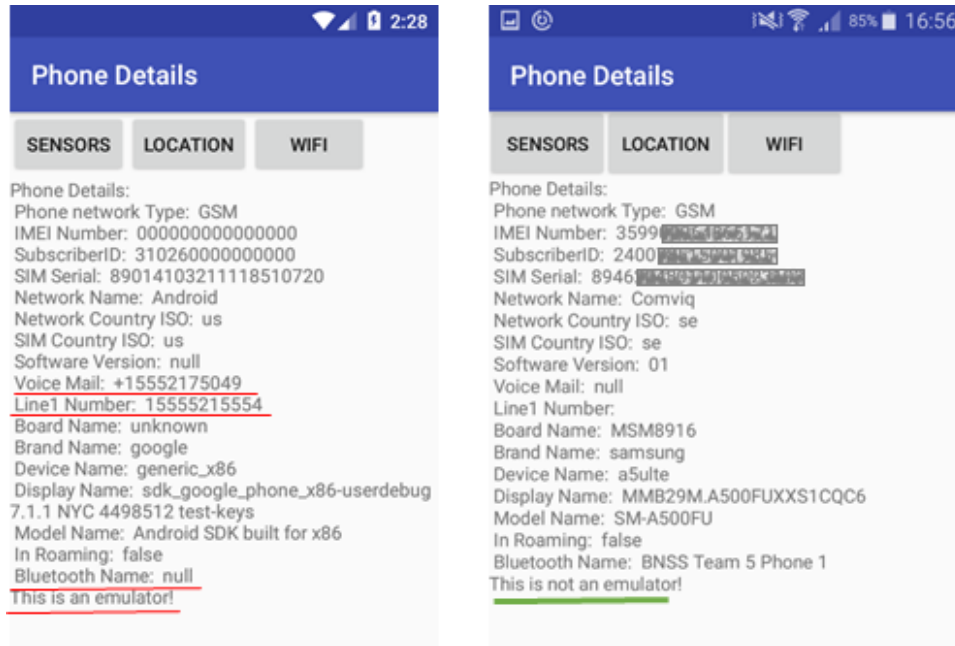 2:28
Phone Details
SENSORS LOCATION WIFI
Phone Details:
Phone network Type: GSM
IMEI Number: 000000000000000
SubscriberID: 310260000000000
SIM Serial: 89014103211118510720
Network Name: Android
Network Country ISO: us
SIM Country ISO: us
Software Version: null
Voice Mail: +15552175049
Line1 Number: 15555215554
Board Name: unknown
Brand Name: google
Device Name: generic_x86
Display Name: sdk_google_phone_x86-userdebug
7.1.1 NYC 4498512 test-keys
Model Name: Android SDK built for x86
In Roaming: false
Bluetooth Name: null
This is an emulator!
85% 16:56
Phone Details
SENSORS LOCATION WIFI
Phone Details:
Phone network Type: GSM
IMEI Number: 3599
SubscriberID: 2400
SIM Serial: 8946
Network Name: Comviq
Network Country ISO: se
SIM Country ISO: se
Software Version: 01
Voice Mail: null
Line1 Number:
Board Name: MSM8916
Brand Name: samsung
Device Name: a5ulte
Display Name: MMB29M.A500FUXXS1CQC6
Model Name: SM-A500FU
In Roaming: false
Bluetooth Name: BNSS Team 5 Phone 1
This is not an emulator!